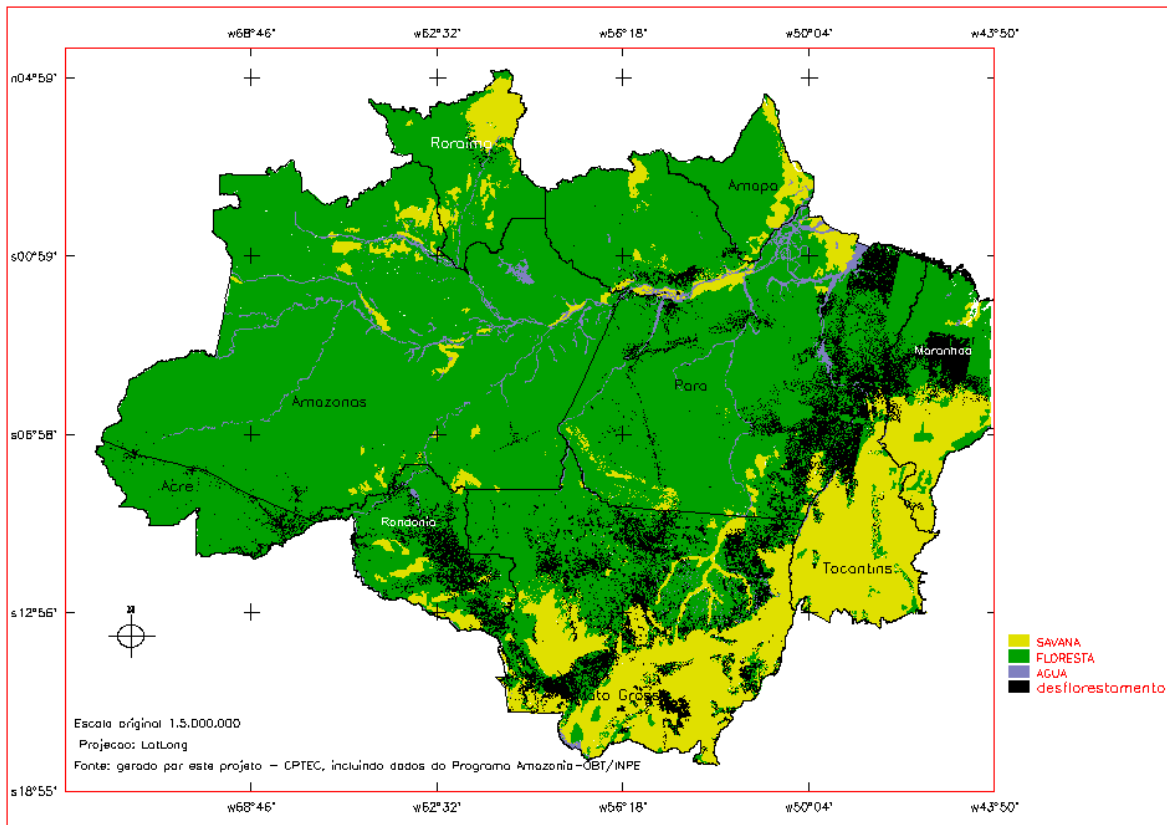 w68°46' w62°32' w56°18' w50°04' w43°50'
n04°59'
Roraima
Amapa
s00°59'
Maranhao
Para
Amazonas
s06°58'
Acre
Rondonia
Tocantins
s12°56'
N
SAVANA
FLORESTA
AGUA
desflorestamento
Mato Grosso
Escala original 1:5.000.000
Projecao: LatLong
Fonte: gerado por este projeto - CPTEC, incluindo dados do Programa Amazonia-OBT/INPE
s18°55'
w68°46' w62°32' w56°18' w50°04' w43°50'